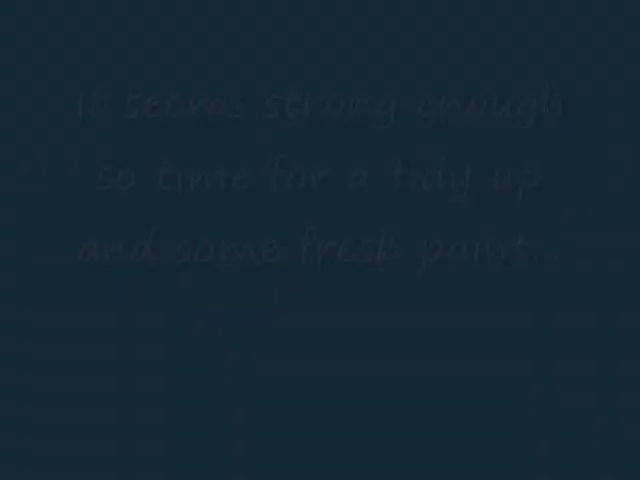 it seems strong enough
so time for a tidy up
and some fresh paint...